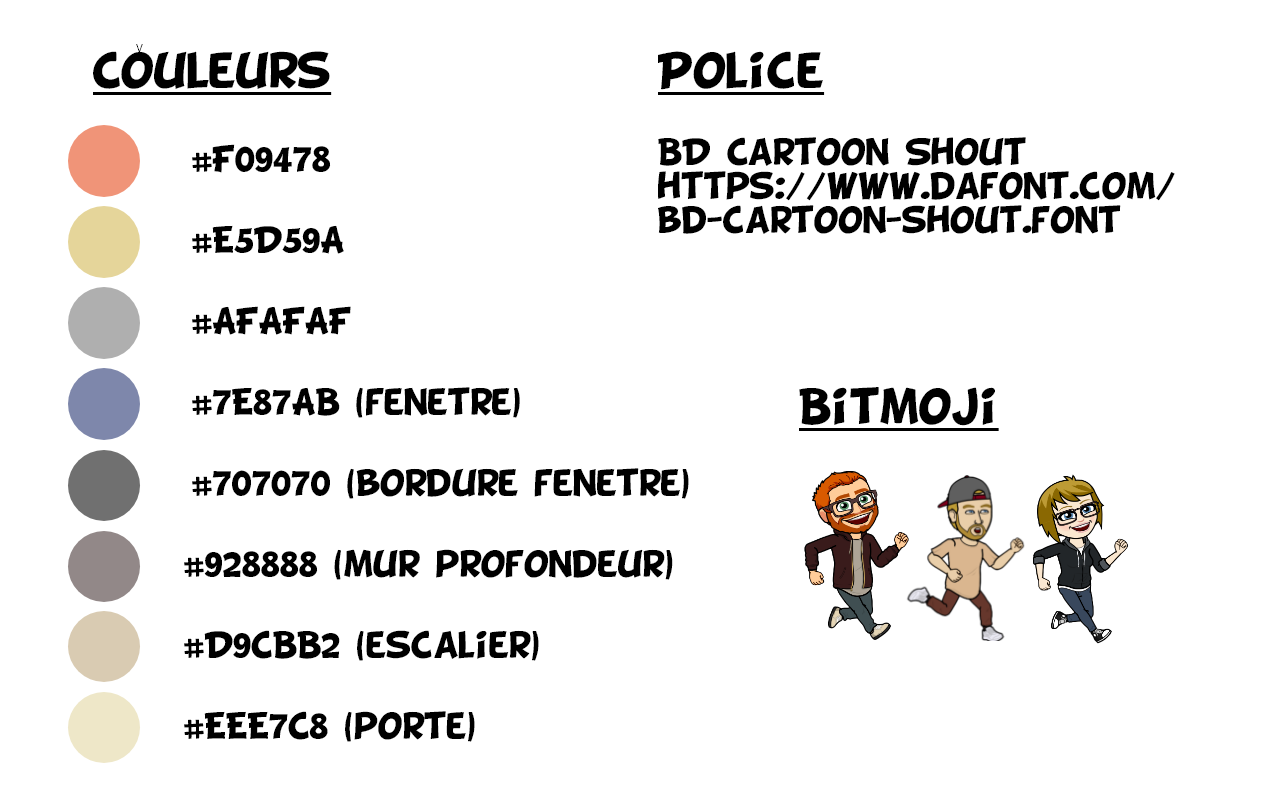 COULEURS
#F09478
#E5D59A
#AFAFAF
#7E87AB (FENETRE)
#707070 (BORDURE FENETRE)
#928888 (MUR PROFONDEUR)
#D9CBB2 (ESCALiER)
#EEE7C8 (PORTE)
POLiCE
BD CARTOON SHOUT
HTTPS://WWW.DAFONT.COM/
BD-CARTOON-SHOUT.FONT
BiTMOJi